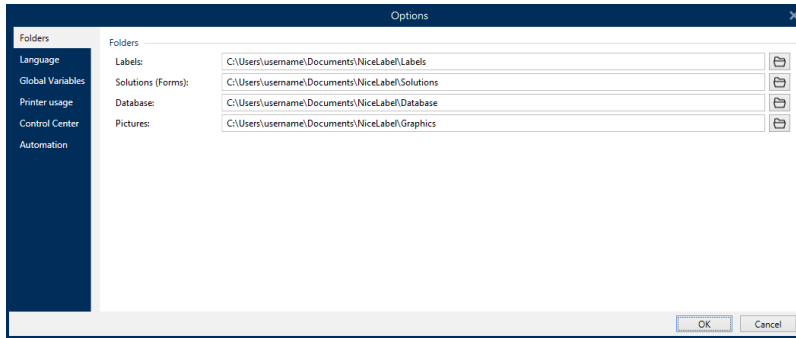 Options
Folders
Language
Global Variables
Printer usage
Control Center
Automation
Folders
Labels: C:\Users\username\Documents\NiceLabel\Labels
Solutions (Forms): C:\Users\username\Documents\NiceLabel\Solutions
Database: C:\Users\username\Documents\NiceLabel\Database
Pictures: C:\Users\username\Documents\NiceLabel\Graphics
OK Cancel